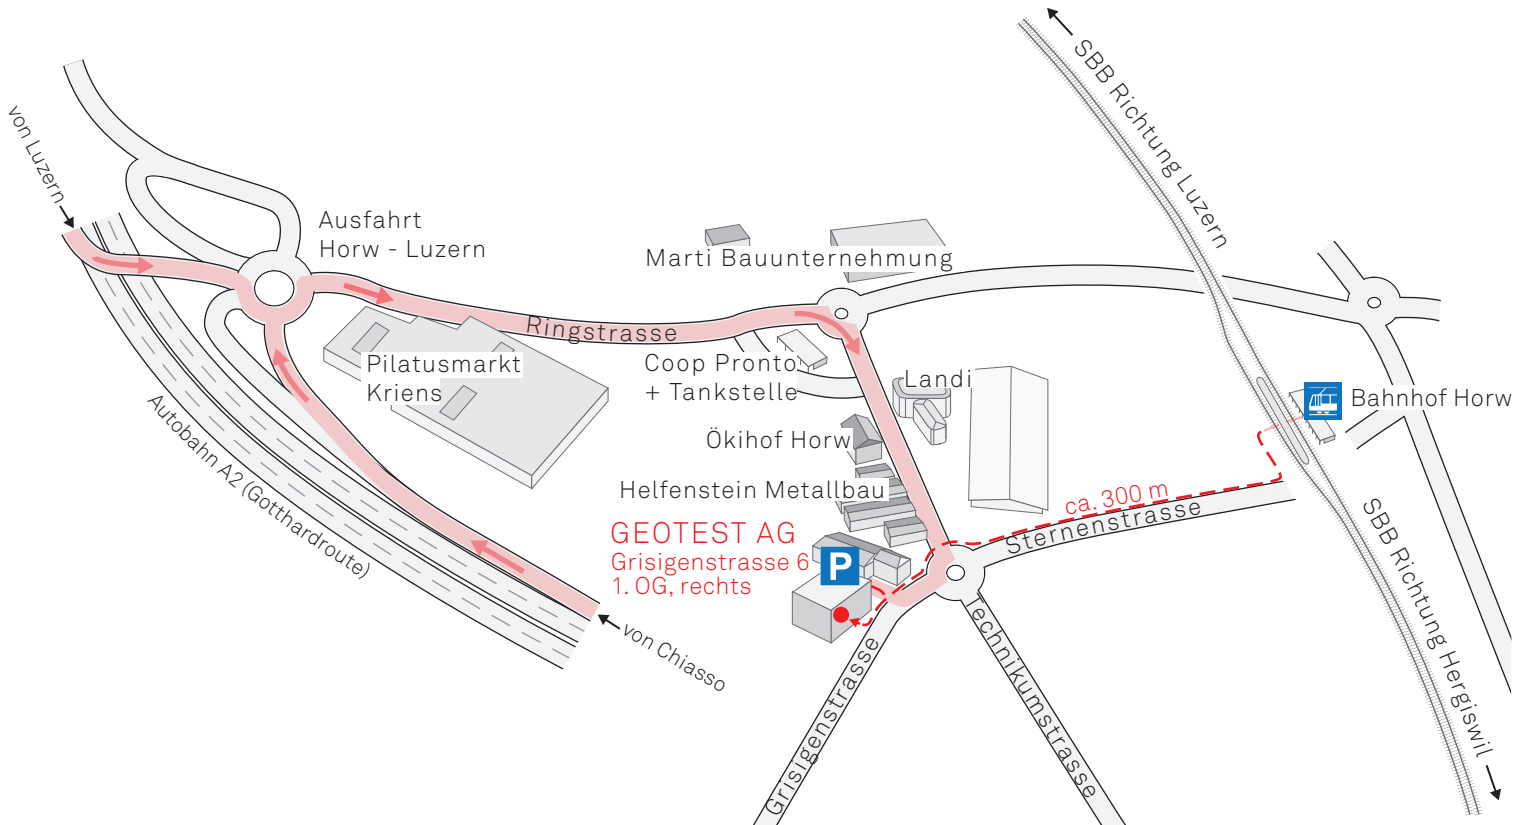 SBB Richtung Luzern
von Luzern
Ausfahrt
Horw - Luzern
Marti Bauunternehmung
Ringstrasse
Pilatusmarkt
Kriens
Coop Pronto
+ Tankstelle
Landi
Bahnhof Horw
Autobahn A2 (Gotthardroute)
Ökihof Horw
Helfenstein Metallbau
ca. 300 m
Sternenstrasse
GEOTEST AG
Grisigenstrasse 6
1. OG, rechts
P
SBB Richtung Hergiswil
von Chiasso
Grisigenstrasse
Technikumstrasse